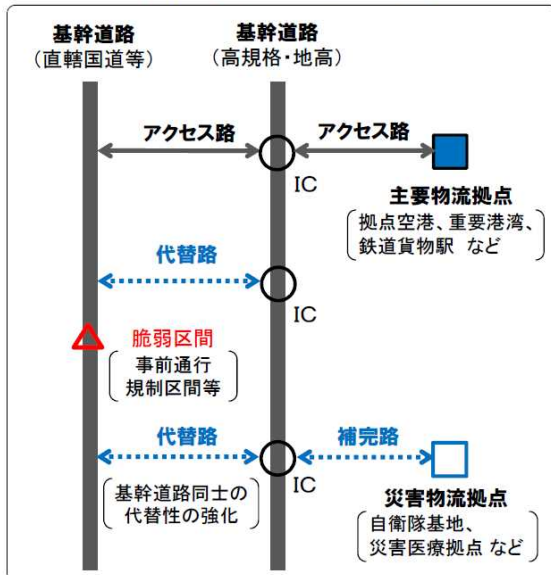 基幹道路
（直轄国道等）
基幹道路
（高規格・地高）
アクセス路
アクセス路
IC
主要物流拠点
拠点空港、重要港湾、
鉄道貨物駅 など
代替路
IC
脆弱区間
事前通行
規制区間等
代替路
補完路
IC
基幹道路同士の
代替性の強化
災害物流拠点
自衛隊基地、
災害医療拠点 など